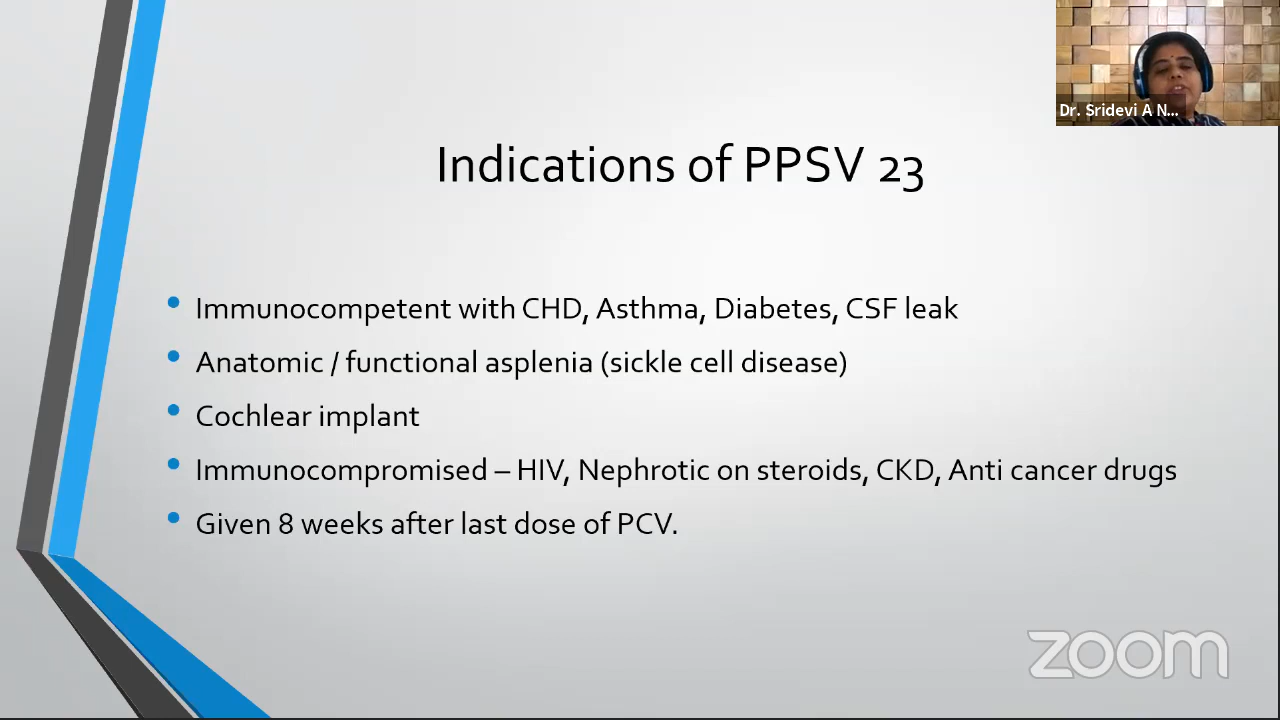 Dr. Sridevi A N...
Indications of PPSV 23
Immunocompetent with CHD, Asthma, Diabetes, CSF leak
Anatomic / functional asplenia (sickle cell disease)
Cochlear implant
Immunocompromised – HIV, Nephrotic on steroids, CKD, Anti cancer drugs
Given 8 weeks after last dose of PCV.
zoom